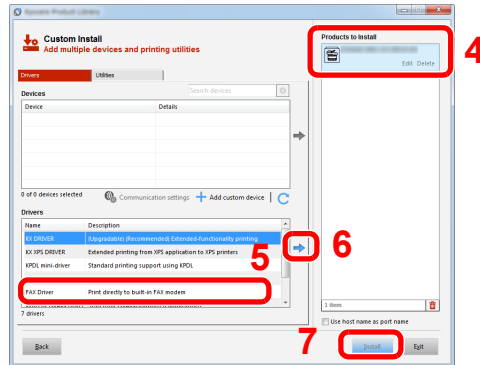 Kyocera Product Library
Custom Install
Add multiple devices and printing utilities
Products to Install
4
Edit Delete
Drivers Utilities
Devices
Search devices
Device Details
0 of 0 devices selected
Communication settings
Add custom device
Drivers
Name Description
KX DRIVER (Upgradable) (Recommended) Extended-functionality printing
KX XPS DRIVER Extended printing from XPS application to XPS printers
KPDL mini-driver Standard printing support using KPDL
5
6
FAX Driver Print directly to built-in FAX modem
7 drivers
1 item
Use host name as port name
7
Back
Install
Exit